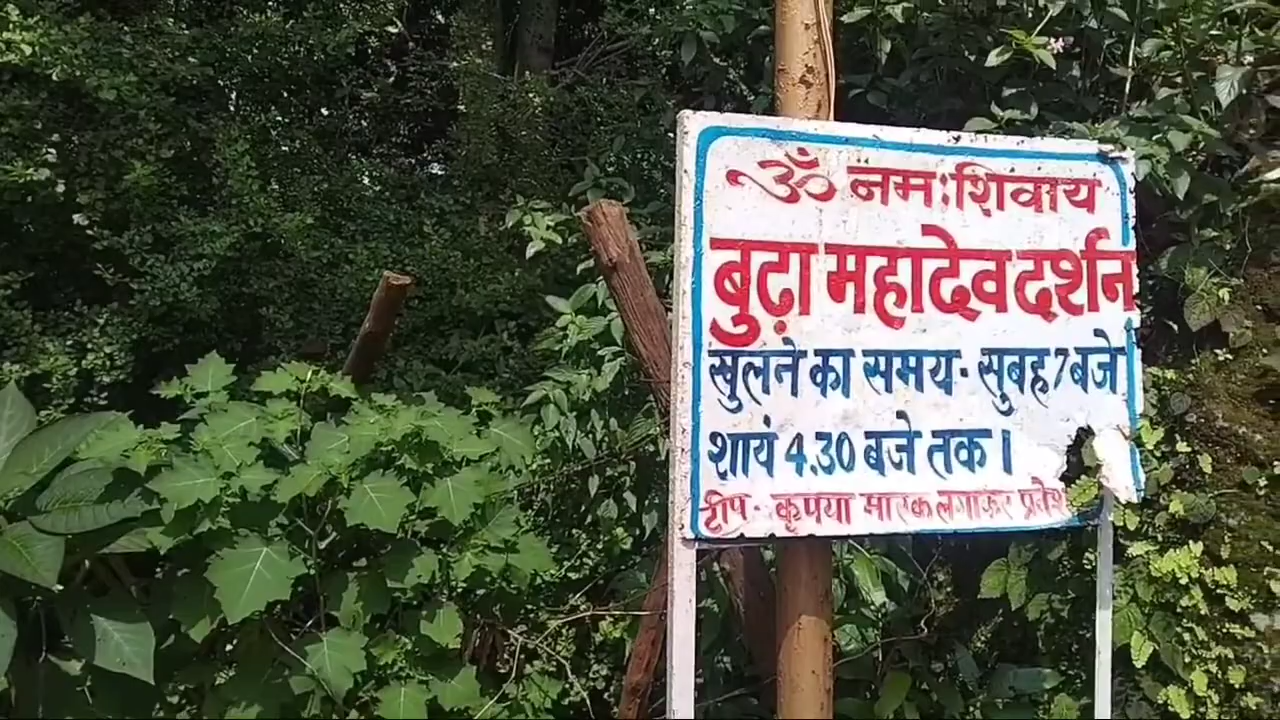 ॐ नम:शिवाय
बुढ़ा महादेव दर्शन
खुलने का समय- सुबह 7 बजे
शायं 4.30 बजे तक।
टीप - कृपया मास्क लगाकर प्रवेश